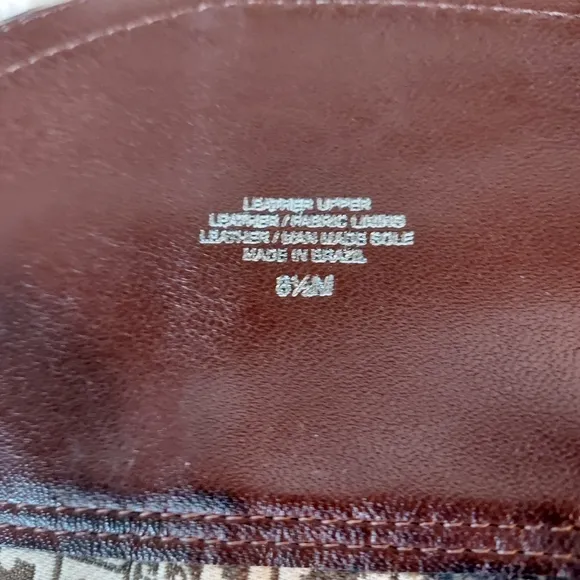 LEATHER UPPER
LEATHER / FABRIC LINING
LEATHER / MAN MADE SOLE
MADE IN BRAZIL
6½M